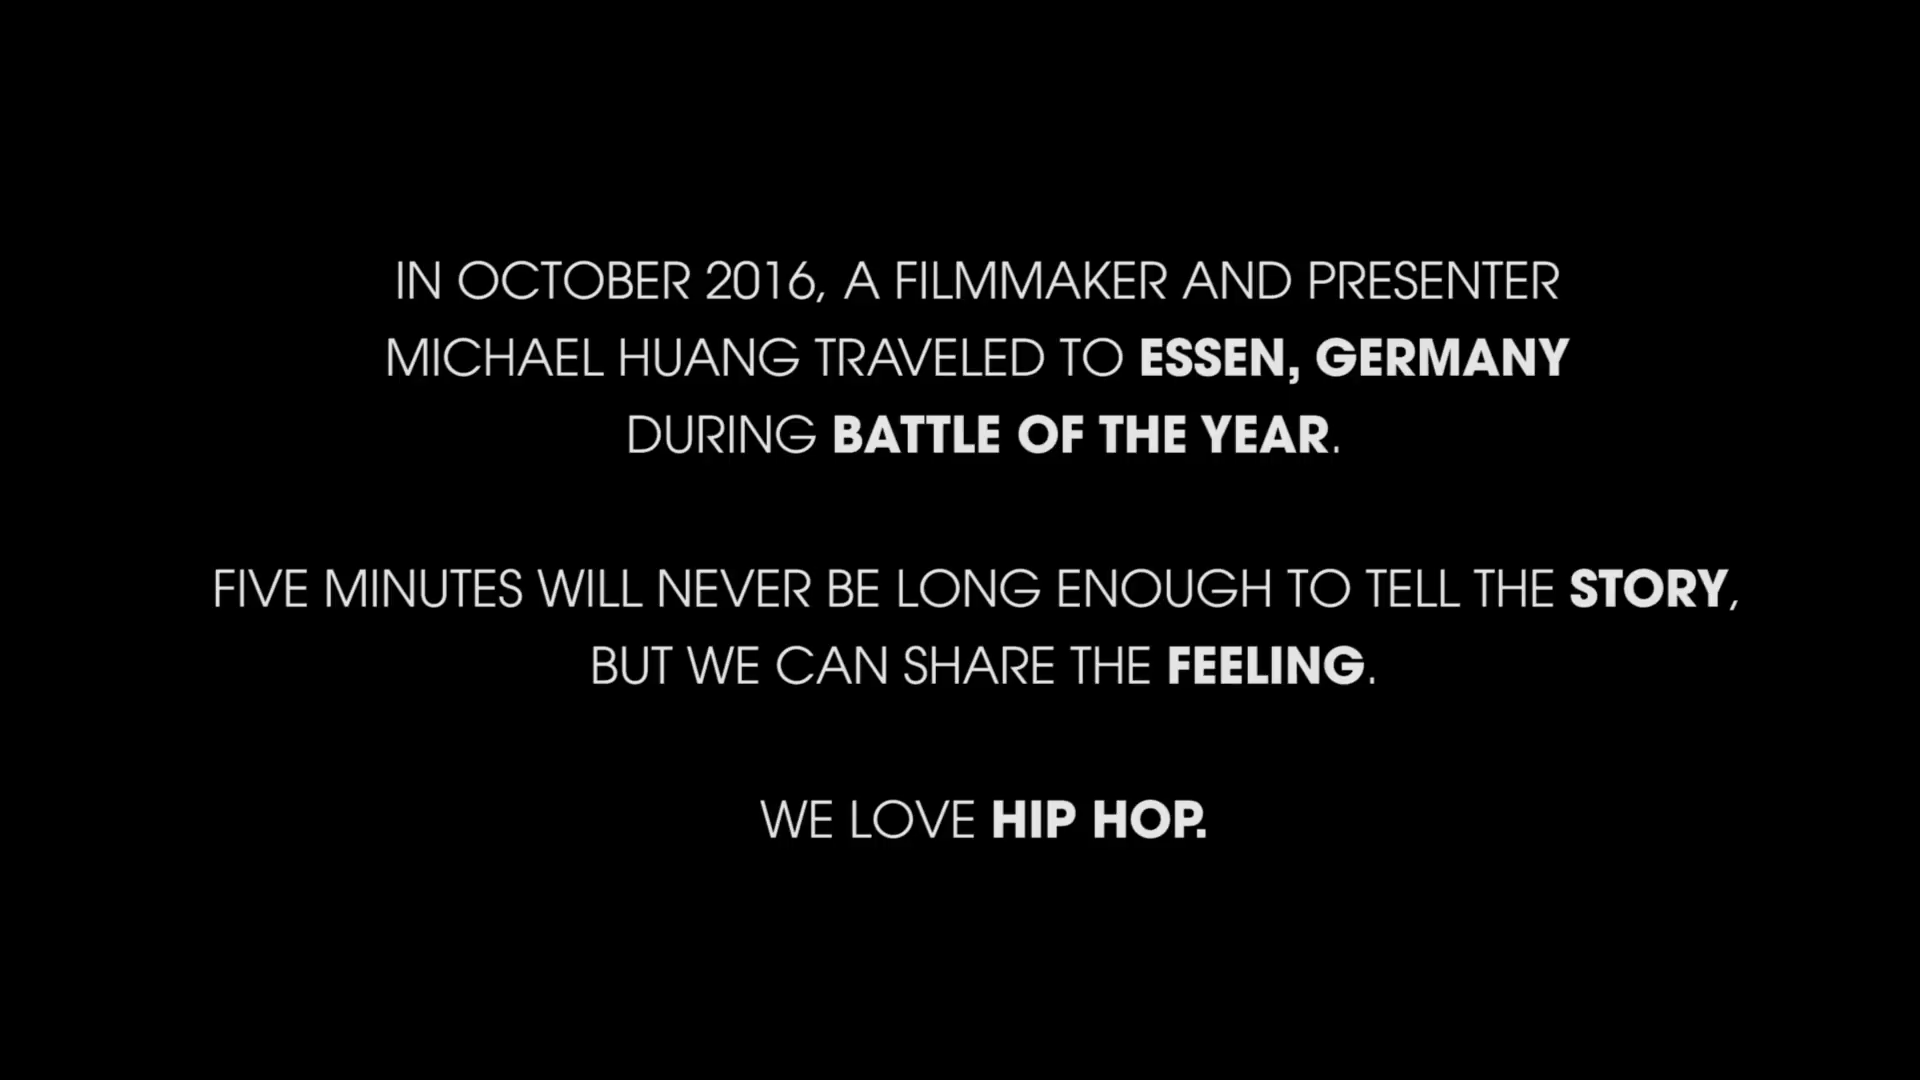 IN OCTOBER 2016, A FILMMAKER AND PRESENTER
MICHAEL HUANG TRAVELED TO ESSEN, GERMANY
DURING BATTLE OF THE YEAR.
FIVE MINUTES WILL NEVER BE LONG ENOUGH TO TELL THE STORY,
BUT WE CAN SHARE THE FEELING.
WE LOVE HIP HOP.